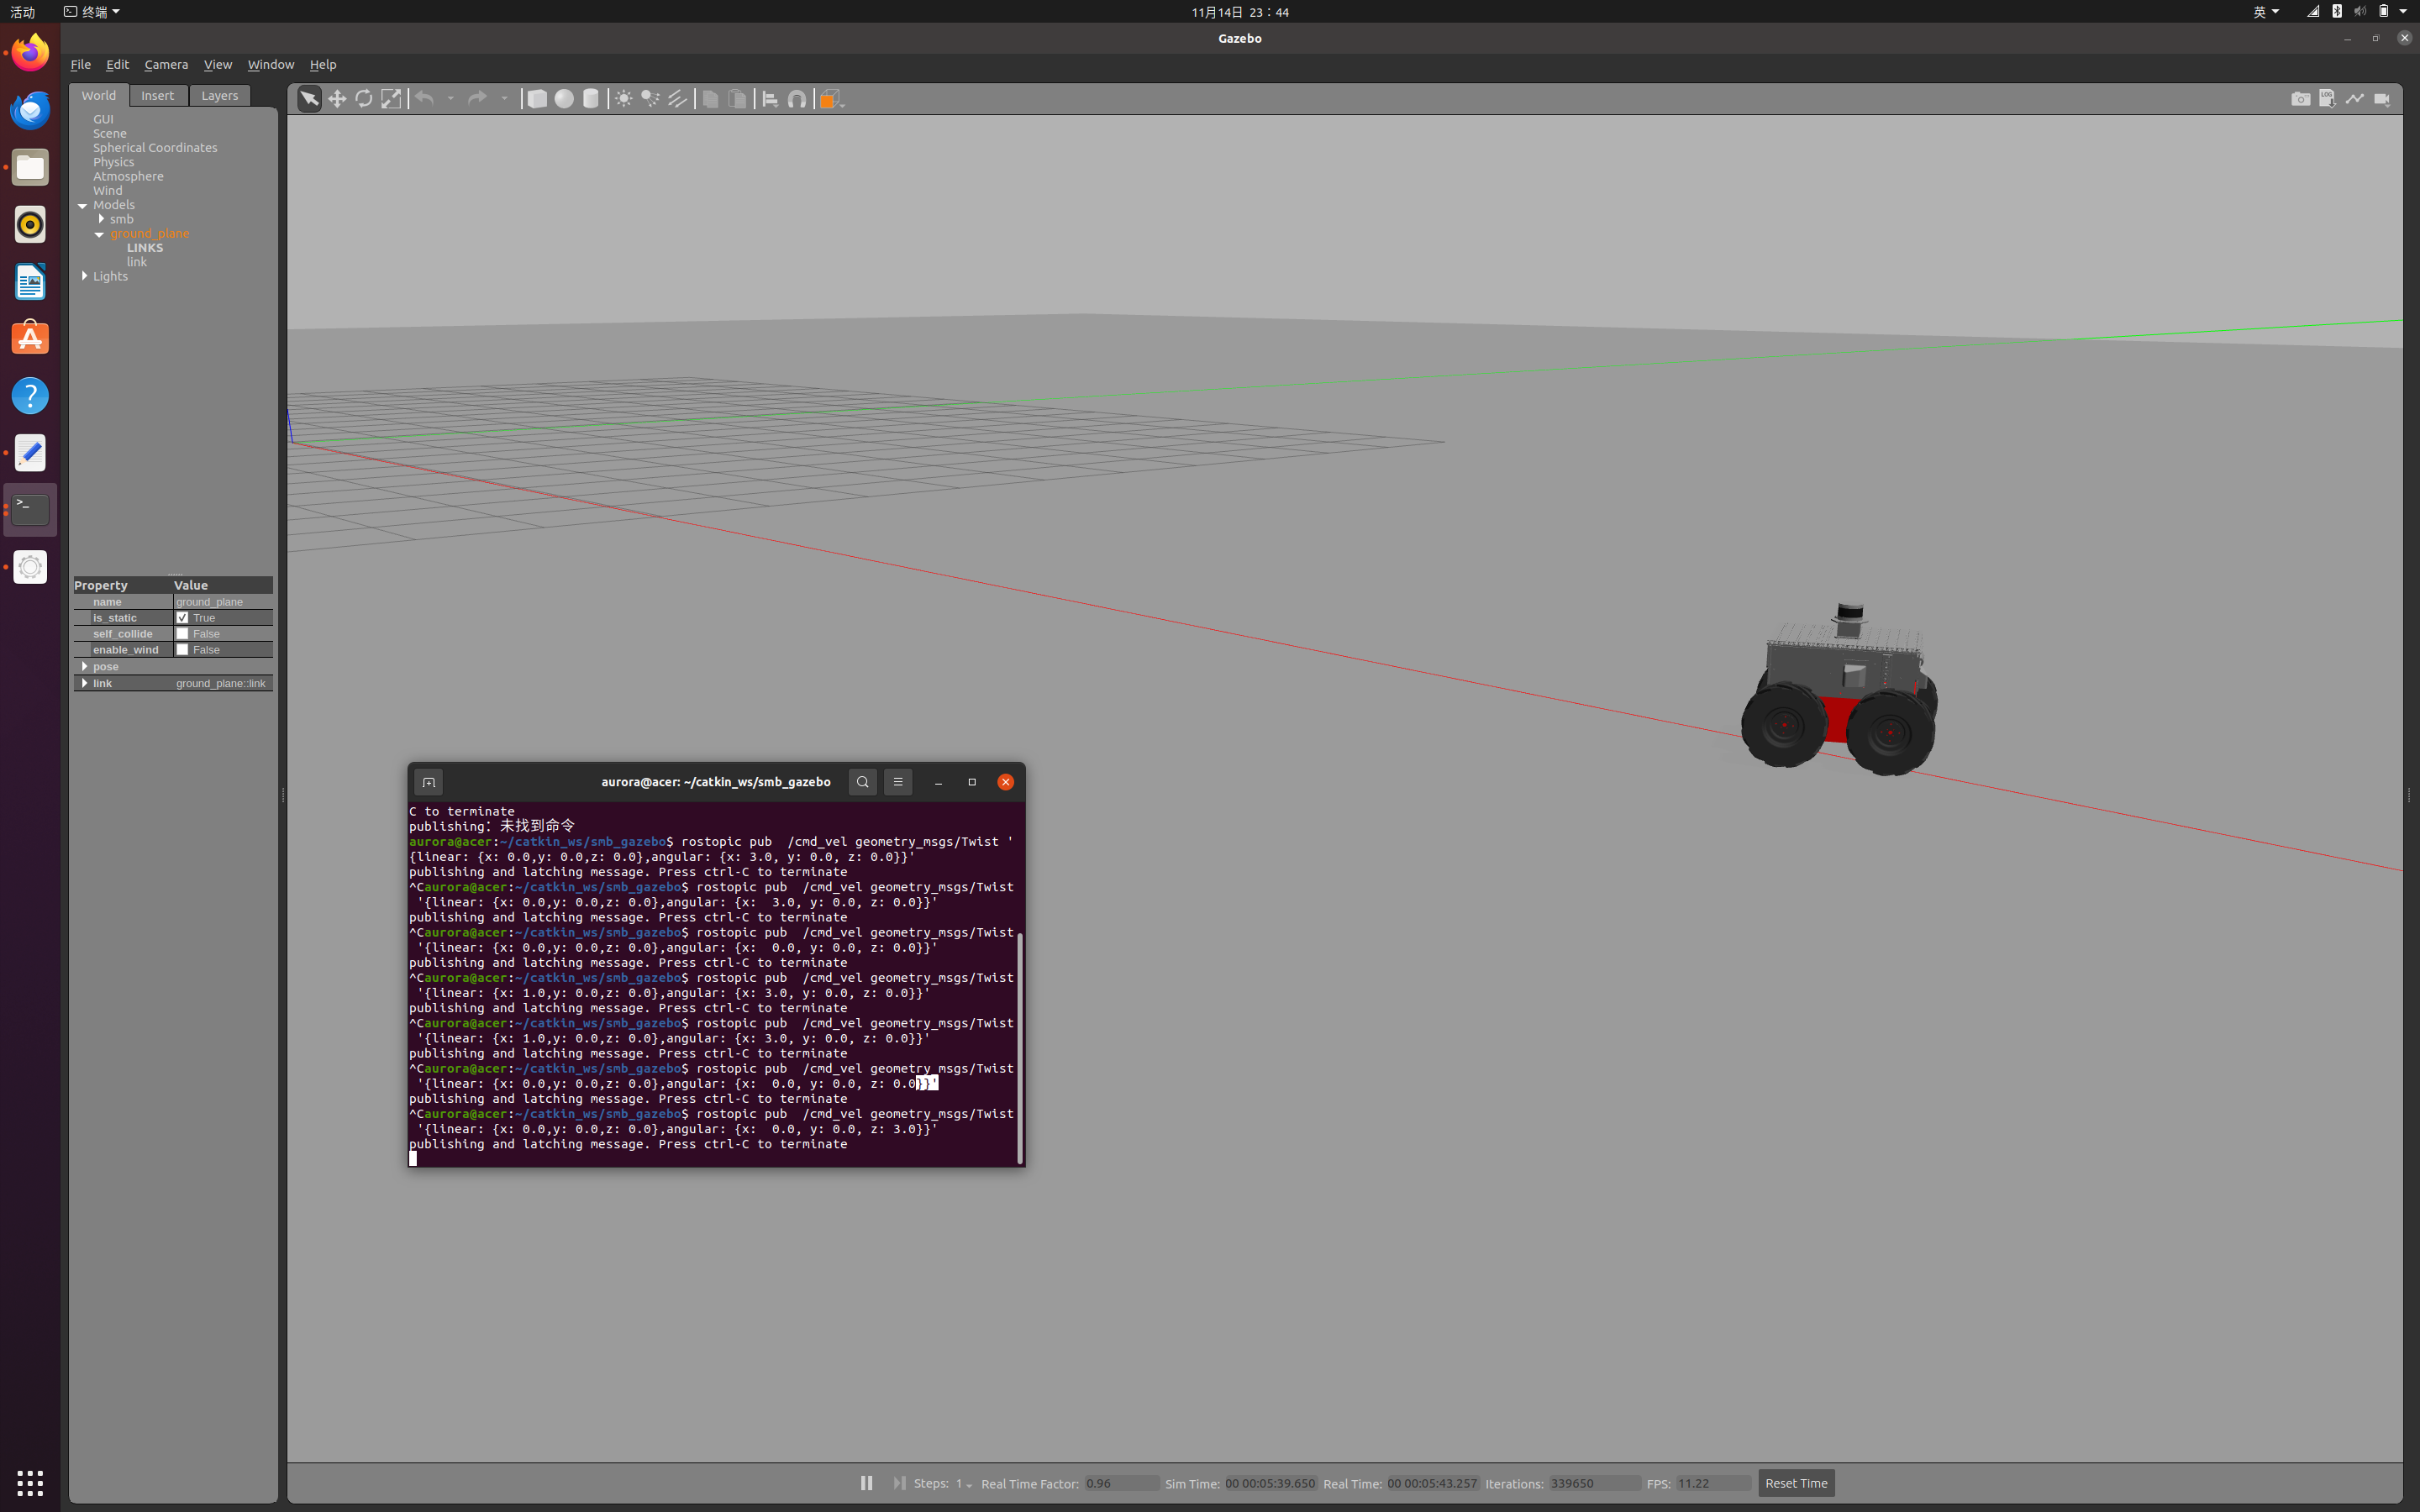 活动
终端
11月14日 23：44
英
Gazebo
File Edit Camera View Window Help
World Insert Layers
GUI
Scene
Spherical Coordinates
Physics
Atmosphere
Wind
Models
smb
ground_plane
LINKS
link
Lights
Property Value
name ground_plane
is_static True
self_collide False
enable_wind False
pose
link ground_plane::link
LOG
aurora@acer: ~/catkin_ws/smb_gazebo
C to terminate
publishing：未找到命令
aurora@acer:~/catkin_ws/smb_gazebo$ rostopic pub  /cmd_vel geometry_msgs/Twist '
{linear: {x: 0.0,y: 0.0,z: 0.0},angular: {x: 3.0, y: 0.0, z: 0.0}}'
publishing and latching message. Press ctrl-C to terminate
^Caurora@acer:~/catkin_ws/smb_gazebo$ rostopic pub  /cmd_vel geometry_msgs/Twist
'{linear: {x: 0.0,y: 0.0,z: 0.0},angular: {x:  3.0, y: 0.0, z: 0.0}}'
publishing and latching message. Press ctrl-C to terminate
^Caurora@acer:~/catkin_ws/smb_gazebo$ rostopic pub  /cmd_vel geometry_msgs/Twist
'{linear: {x: 0.0,y: 0.0,z: 0.0},angular: {x:  0.0, y: 0.0, z: 0.0}}'
publishing and latching message. Press ctrl-C to terminate
^Caurora@acer:~/catkin_ws/smb_gazebo$ rostopic pub  /cmd_vel geometry_msgs/Twist
'{linear: {x: 1.0,y: 0.0,z: 0.0},angular: {x: 3.0, y: 0.0, z: 0.0}}'
publishing and latching message. Press ctrl-C to terminate
^Caurora@acer:~/catkin_ws/smb_gazebo$ rostopic pub  /cmd_vel geometry_msgs/Twist
'{linear: {x: 1.0,y: 0.0,z: 0.0},angular: {x: 3.0, y: 0.0, z: 0.0}}'
publishing and latching message. Press ctrl-C to terminate
^Caurora@acer:~/catkin_ws/smb_gazebo$ rostopic pub  /cmd_vel geometry_msgs/Twist
'{linear: {x: 0.0,y: 0.0,z: 0.0},angular: {x:  0.0, y: 0.0, z: 0.0}}'
publishing and latching message. Press ctrl-C to terminate
^Caurora@acer:~/catkin_ws/smb_gazebo$ rostopic pub  /cmd_vel geometry_msgs/Twist
'{linear: {x: 0.0,y: 0.0,z: 0.0},angular: {x:  0.0, y: 0.0, z: 3.0}}'
publishing and latching message. Press ctrl-C to terminate
Steps: 1 Real Time Factor: 0.96 Sim Time: 00 00:05:39.650 Real Time: 00 00:05:43.257 Iterations: 339650 FPS: 11.22 Reset Time